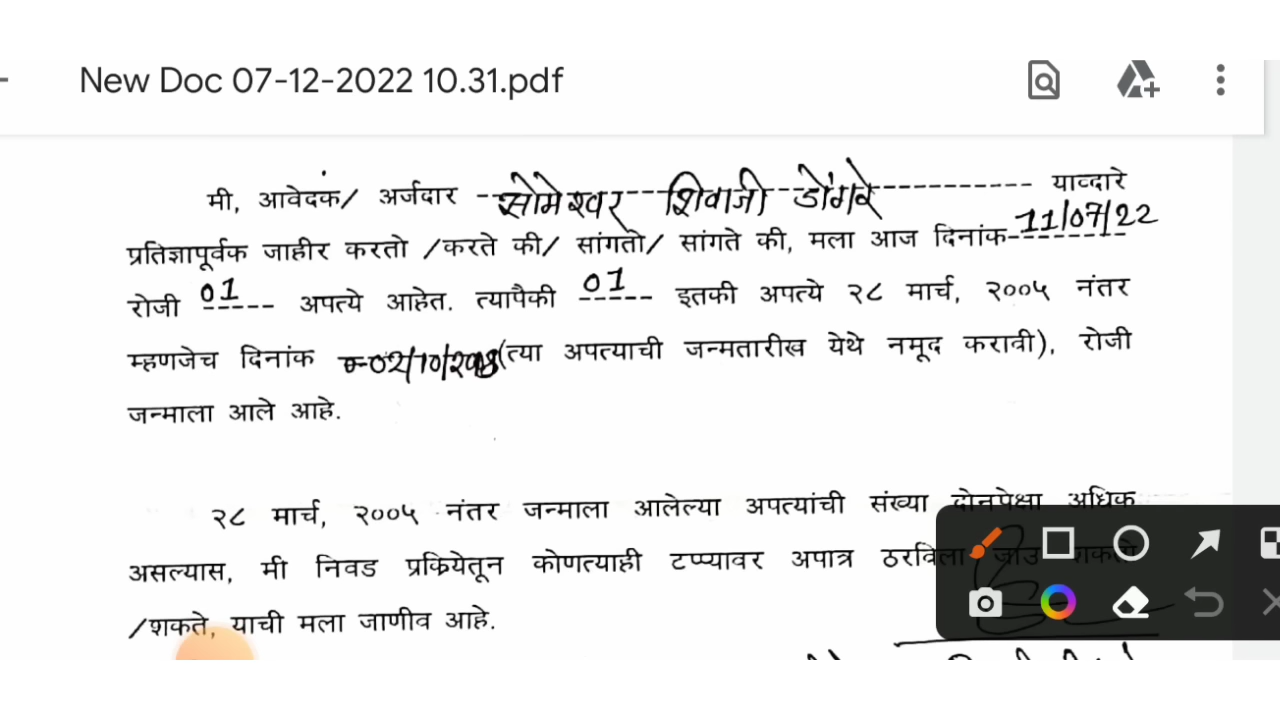 New Doc 07-12-2022 10.31.pdf
मी, आवेदक/ अर्जदार सोमेश्वर शिवाजी डोंगरे याव्दारे
प्रतिज्ञापूर्वक जाहीर करतो /करते की/ सांगतो/ सांगते की, मला आज दिनांक 11/07/22
रोजी 01 अपत्ये आहेत. त्यापैकी 01 इतकी अपत्ये २८ मार्च, २००५ नंतर
म्हणजेच दिनांक 02/10/ (त्या अपत्याची जन्मतारीख येथे नमूद करावी), रोजी
जन्माला आले आहे.
२८ मार्च, २००५ नंतर जन्माला आलेल्या अपत्यांची संख्या दोनपेक्षा अधिक
असल्यास, मी निवड प्रक्रियेतून कोणत्याही टप्प्यावर अपात्र ठरविला जाउ शकतो
/शकते, याची मला जाणीव आहे.